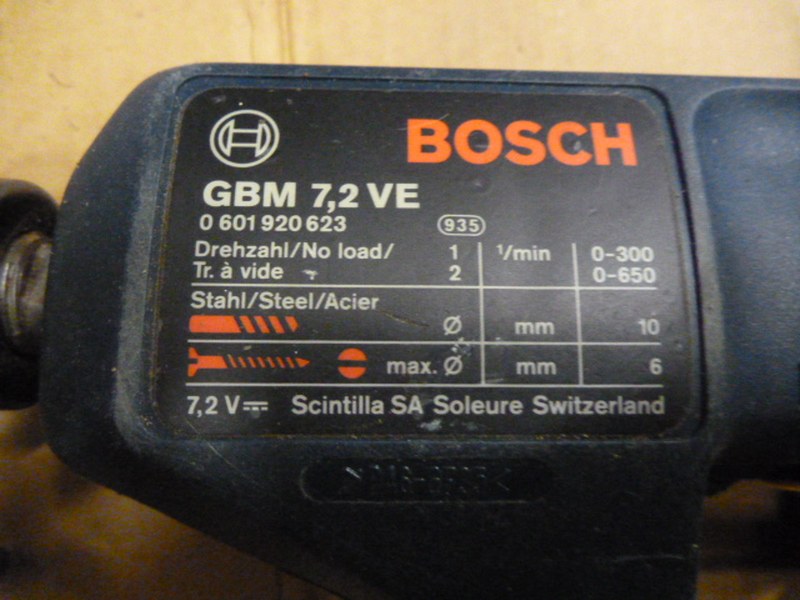 BOSCH
GBM 7,2 VE
0 601 920 623 935
Drehzahl/No load/ 1 1/min 0-300
Tr. à vide 2 0-650
Stahl/Steel/Acier
Ø mm 10
max. Ø mm 6
7,2 V Scintilla SA Soleure Switzerland